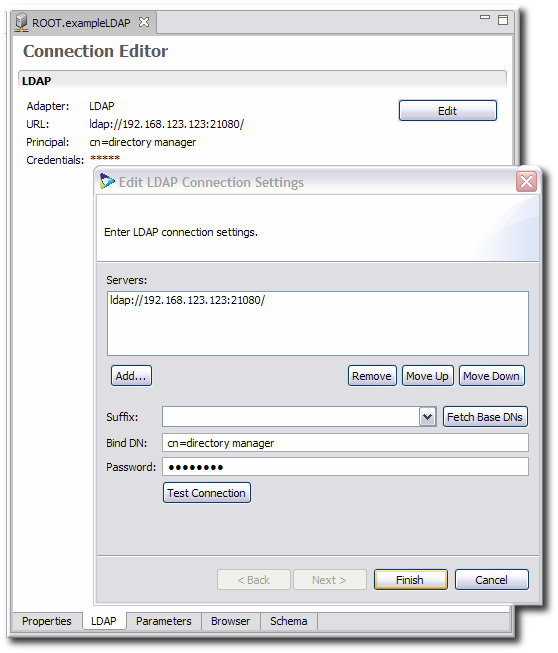 ROOT.exampleLDAP
Connection Editor
LDAP
Adapter: LDAP
Edit
URL: ldap://192.168.123.123:21080/
Principal: cn=directory manager
Credentials: *****
Edit LDAP Connection Settings
Enter LDAP connection settings.
Servers:
ldap://192.168.123.123:21080/
Add... Remove Move Up Move Down
Suffix: Fetch Base DNs
Bind DN: cn=directory manager
Password: ●●●●●●●●
Test Connection
< Back Next > Finish Cancel
Properties LDAP Parameters Browser Schema